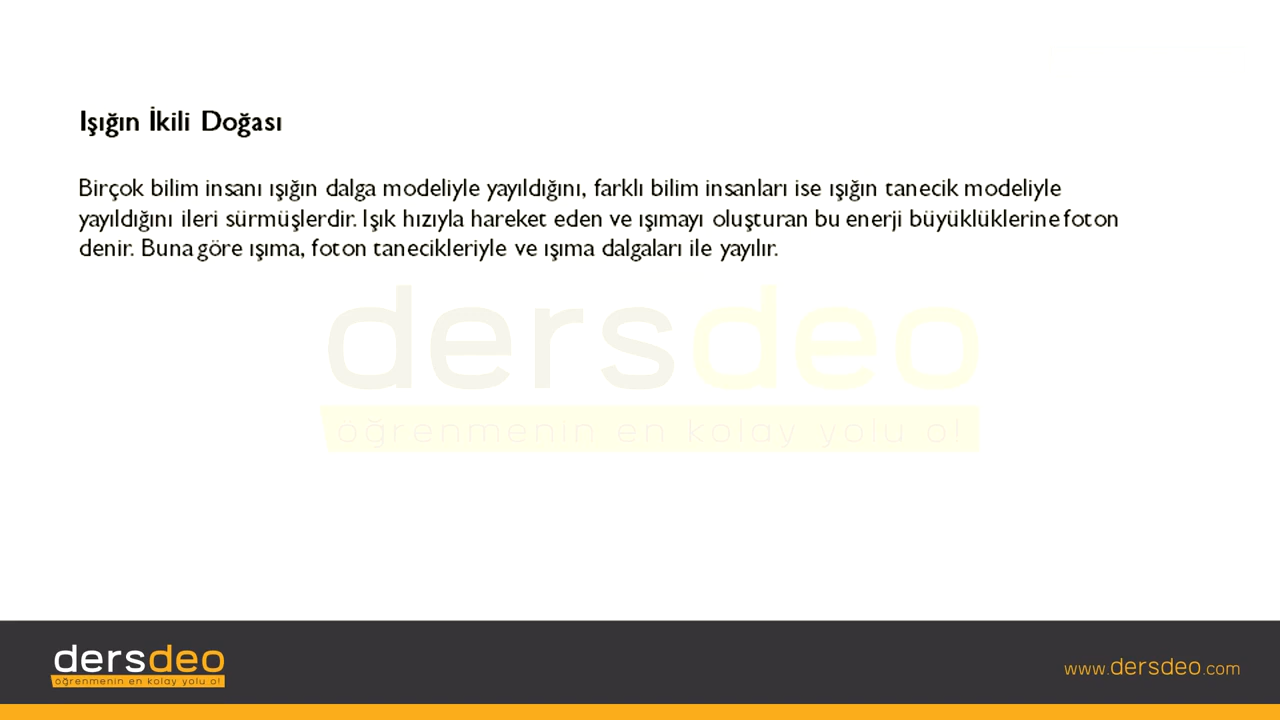 Işığın İkili Doğası
Birçok bilim insanı ışığın dalga modeliyle yayıldığını, farklı bilim insanları ise ışığın tanecik modeliyle
yayıldığını ileri sürmüşlerdir. Işık hızıyla hareket eden ve ışımayı oluşturan bu enerji büyüklüklerine foton
denir. Buna göre ışıma, foton tanecikleriyle ve ışıma dalgaları ile yayılır.
dersdeo
öğrenmenin en kolay yolu o!
dersdeo
öğrenmenin en kolay yolu o!
www.dersdeo.com